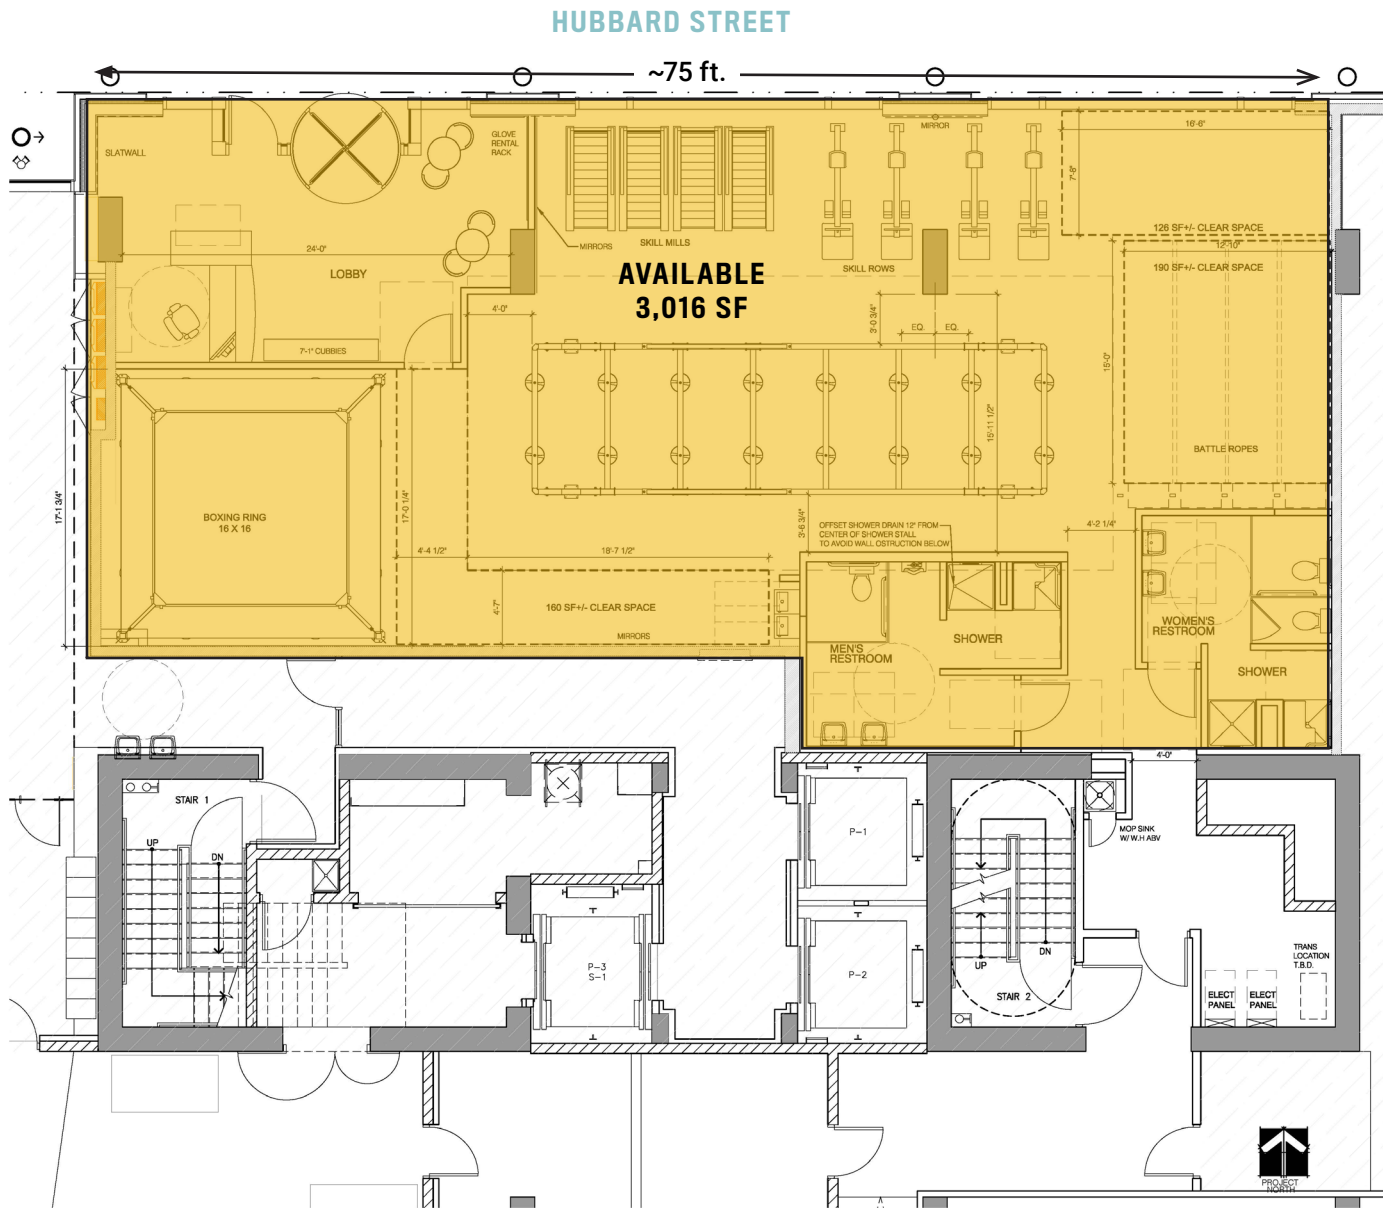 HUBBARD STREET
~75 ft.
SLATWALL
GLOVE
RENTAL
RACK
MIRROR
16'-6"
7'-8"
126 SF+/- CLEAR SPACE
12'-10"
190 SF+/- CLEAR SPACE
MIRRORS
SKILL MILLS
SKILL ROWS
24'-0"
LOBBY
AVAILABLE
3,016 SF
4'-0"
3'-0 3/4"
EQ.
EQ.
7'-1" CUBBIES
15'-0"
15'-11 1/2"
BATTLE ROPES
17'-1 3/4"
17'-0 1/4"
BOXING RING
16 X 16
3'-6 3/4"
OFFSET SHOWER DRAIN 12" FROM
CENTER OF SHOWER STALL
TO AVOID WALL OSTRUCTION BELOW
4'-2 1/4"
4'-4 1/2"
18'-7 1/2"
4'-7"
160 SF+/- CLEAR SPACE
MIRRORS
MEN'S
RESTROOM
SHOWER
WOMEN'S
RESTROOM
SHOWER
4'-0"
STAIR 1
UP
DN
P-1
MOP SINK
W/ W.H ABV
P-3
S-1
P-2
UP
DN
STAIR 2
TRANS
LOCATION
T.B.D.
ELECT
PANEL
ELECT
PANEL
PROJECT
NORTH